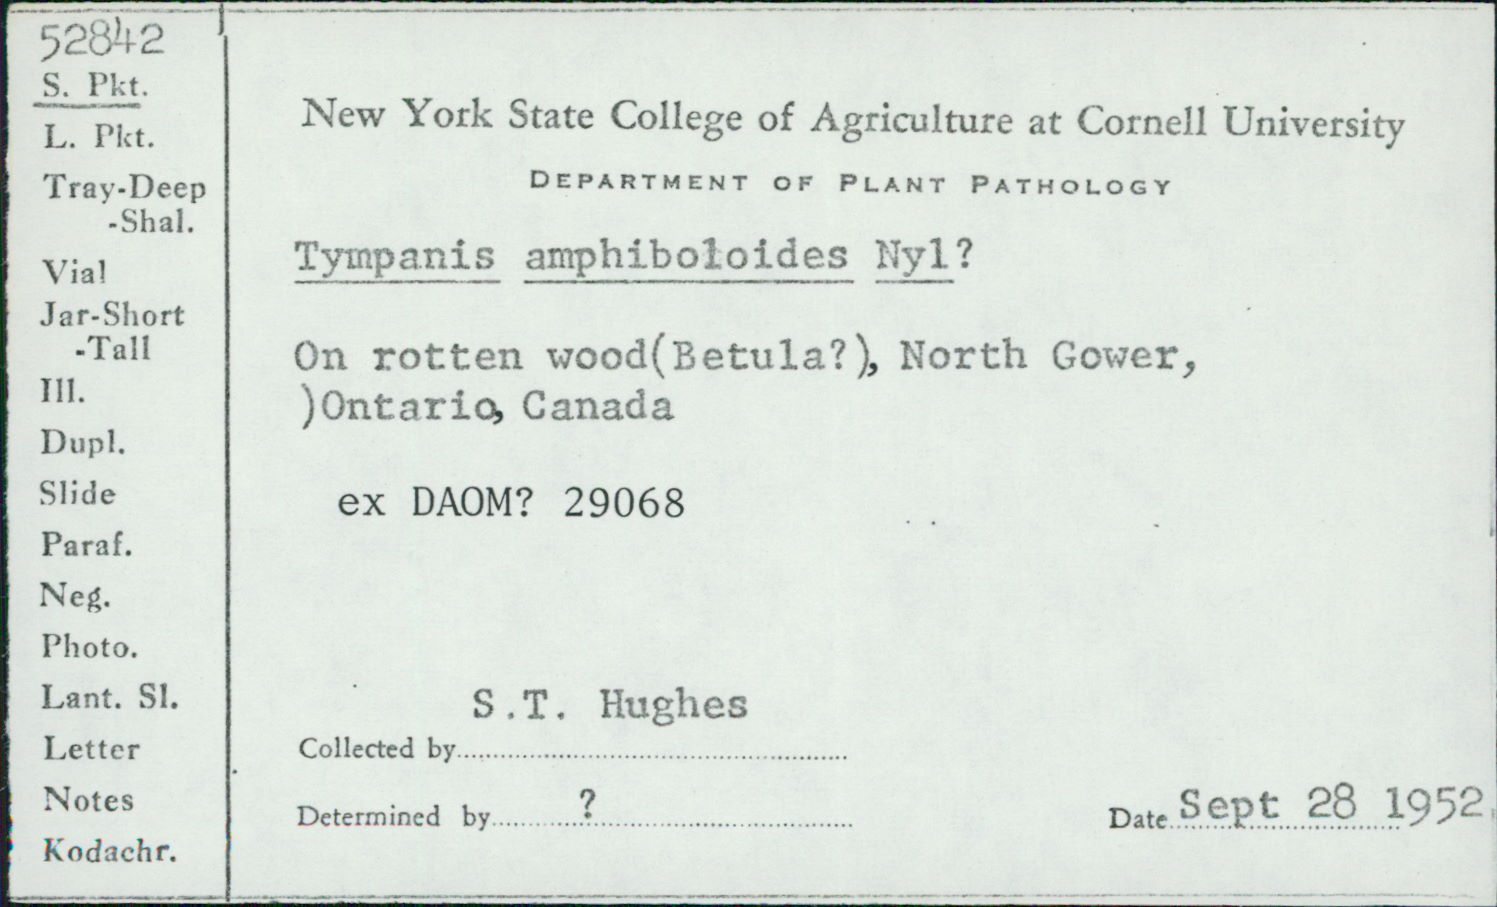 52842
S. Pkt.
L. Pkt.
Tray-Deep
-Shal.
Vial
Jar-Short
-Tall
Ill.
Dupl.
Slide
Paraf.
Neg.
Photo.
Lant. Sl.
Letter
Notes
Kodachr.
New York State College of Agriculture at Cornell University
DEPARTMENT OF PLANT PATHOLOGY
Tympanis amphiboloides Nyl?
On rotten wood(Betula?), North Gower,
)Ontario, Canada
ex DAOM? 29068
S.T. Hughes
Collected by
Determined by ?
Date Sept 28 1952